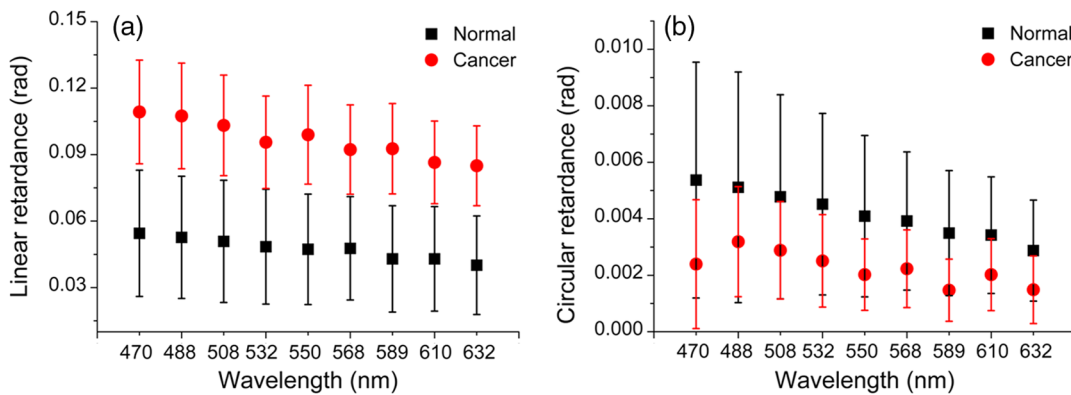 (a)
Normal
Cancer
Linear retardance (rad)
0.15
0.12
0.09
0.06
0.03
470 488 508 532 550 568 589 610 632
Wavelength (nm)
(b)
Normal
Cancer
Circular retardance (rad)
0.010
0.008
0.006
0.004
0.002
0.000
470 488 508 532 550 568 589 610 632
Wavelength (nm)